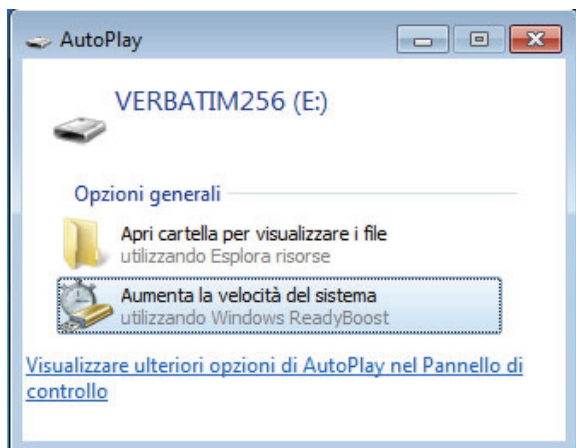 AutoPlay
VERBATIM256 (E:)
Opzioni generali
Apri cartella per visualizzare i file
utilizzando Esplora risorse
Aumenta la velocità del sistema
utilizzando Windows ReadyBoost
Visualizzare ulteriori opzioni di AutoPlay nel Pannello di
controllo